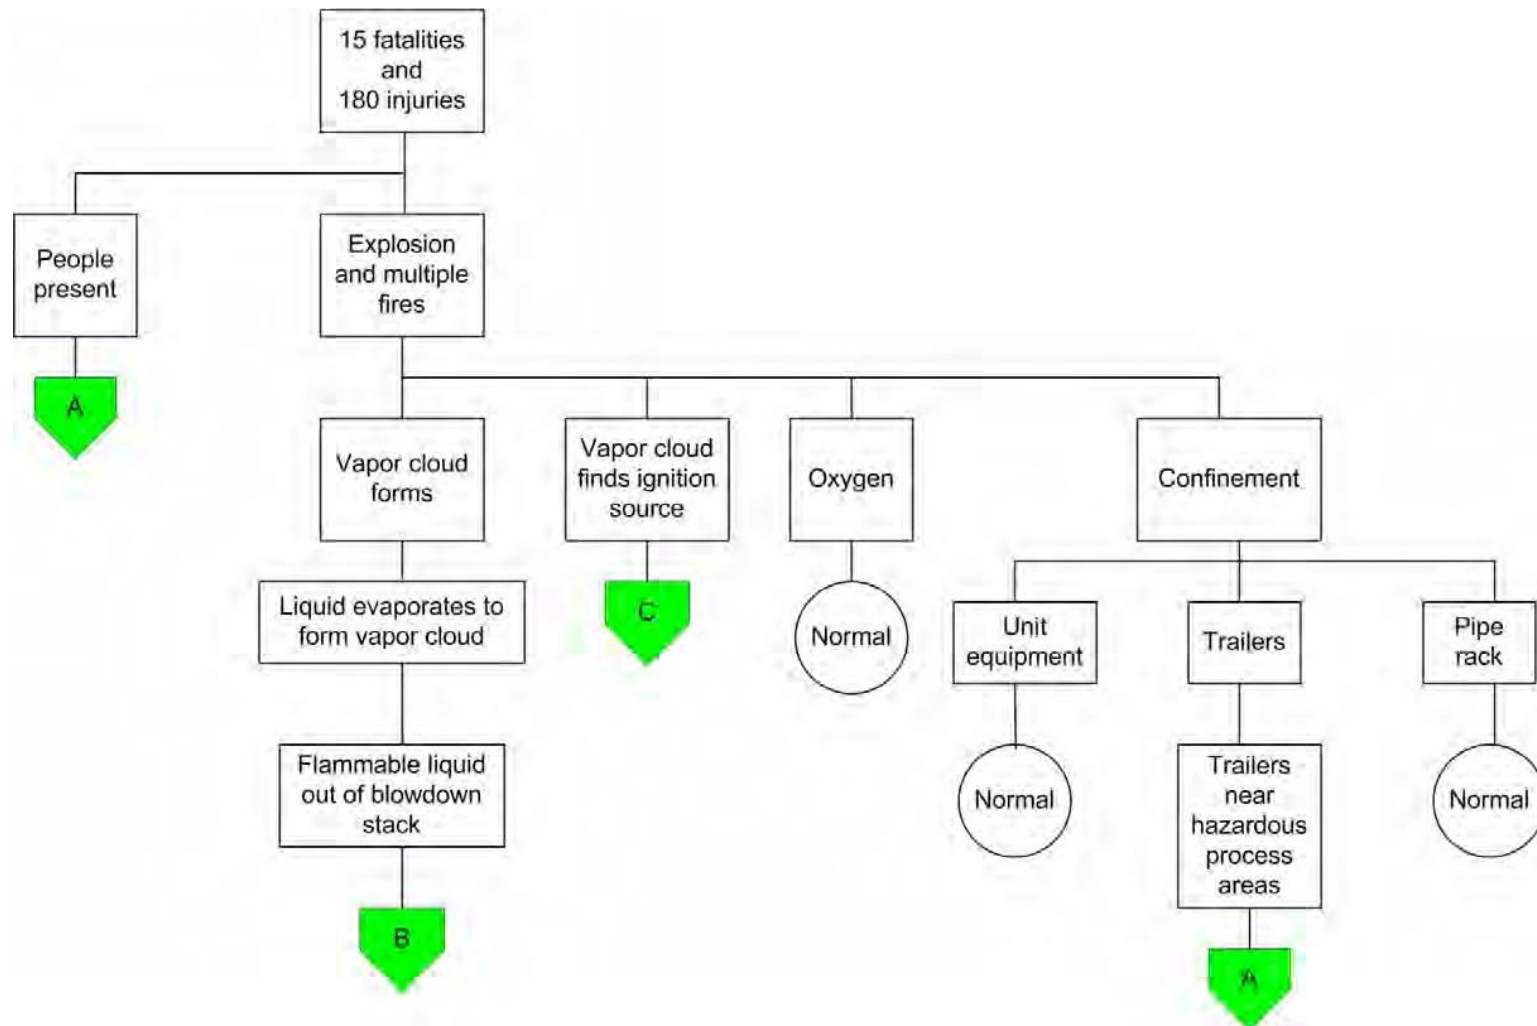 15 fatalities
and
180 injuries
People
present
Explosion
and multiple
fires
A
Vapor cloud
forms
Vapor cloud
finds ignition
source
Oxygen
Confinement
Liquid evaporates to
form vapor cloud
C
Normal
Unit
equipment
Trailers
Pipe
rack
Flammable liquid
out of blowdown
stack
Normal
Trailers
near
hazardous
process
areas
Normal
B
A